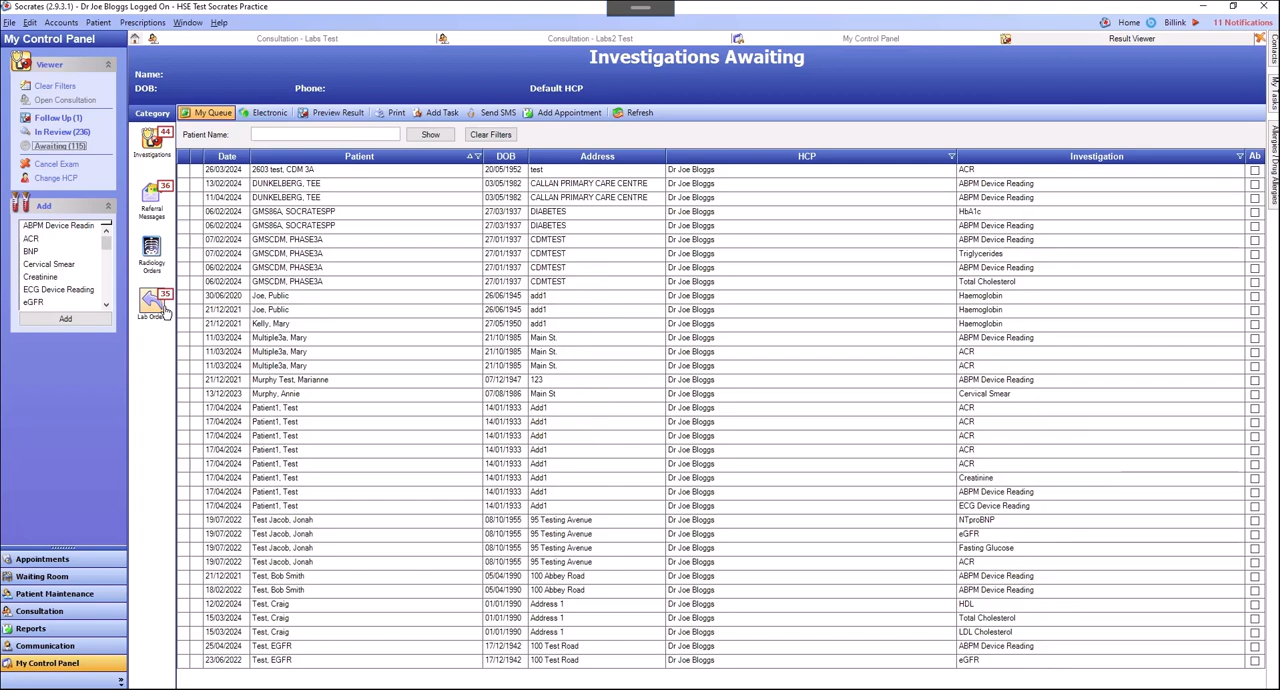 Socrates (2.9.3.1) - Dr Joe Bloggs Logged On - HSE Test Socrates Practice
File Edit Accounts Patient Prescriptions Window Help Home Billink 11 Notifications
My Control Panel
Consultation - Labs Test Consultation - Labs2 Test My Control Panel Result Viewer
Viewer
Clear Filters
Open Consultation
Follow Up (1)
In Review (236)
Awaiting (115)
Cancel Exam
Change HCP
Add
ABPM Device Readin
ACR
BNP
Cervical Smear
Creatinine
ECG Device Reading
eGFR
Add
Appointments
Waiting Room
Patient Maintenance
Consultation
Reports
Communication
My Control Panel
Investigations Awaiting
Name:
DOB: Phone: Default HCP
Category
44
Investigations
36
Referral
Messages
Radiology
Orders
35
My Queue Electronic Preview Result Print Add Task Send SMS Add Appointment Refresh
Patient Name: Show Clear Filters
Date Patient DOB Address HCP Investigation Ab
26/03/2024 2603 test, CDM 3A 20/05/1952 test Dr Joe Bloggs ACR
13/02/2024 DUNKELBERG, TEE 03/05/1982 CALLAN PRIMARY CARE CENTRE Dr Joe Bloggs ABPM Device Reading
11/04/2024 DUNKELBERG, TEE 03/05/1982 CALLAN PRIMARY CARE CENTRE Dr Joe Bloggs ABPM Device Reading
06/02/2024 GMS86A, SOCRATESPP 27/03/1937 DIABETES Dr Joe Bloggs HbA1c
06/02/2024 GMS86A, SOCRATESPP 27/03/1937 DIABETES Dr Joe Bloggs ABPM Device Reading
07/02/2024 GMSCDM, PHASE3A 27/01/1937 CDMTEST Dr Joe Bloggs ABPM Device Reading
07/02/2024 GMSCDM, PHASE3A 27/01/1937 CDMTEST Dr Joe Bloggs Triglycerides
06/02/2024 GMSCDM, PHASE3A 27/01/1937 CDMTEST Dr Joe Bloggs ABPM Device Reading
06/02/2024 GMSCDM, PHASE3A 27/01/1937 CDMTEST Dr Joe Bloggs Total Cholesterol
30/06/2020 Joe, Public 26/06/1945 add1 Dr Joe Bloggs Haemoglobin
21/12/2021 Joe, Public 26/06/1945 add1 Dr Joe Bloggs Haemoglobin
21/12/2021 Kelly, Mary 27/05/1950 add1 Dr Joe Bloggs Haemoglobin
11/03/2024 Multiple3a, Mary 21/10/1985 Main St. Dr Joe Bloggs ABPM Device Reading
11/03/2024 Multiple3a, Mary 21/10/1985 Main St. Dr Joe Bloggs ACR
11/03/2024 Multiple3a, Mary 21/10/1985 Main St. Dr Joe Bloggs ACR
21/12/2021 Murphy Test, Marianne 07/12/1947 123 Dr Joe Bloggs ABPM Device Reading
13/12/2023 Murphy, Annie 07/08/1986 Main St Dr Joe Bloggs Cervical Smear
17/04/2024 Patient1, Test 14/01/1933 Add1 Dr Joe Bloggs ACR
17/04/2024 Patient1, Test 14/01/1933 Add1 Dr Joe Bloggs ACR
17/04/2024 Patient1, Test 14/01/1933 Add1 Dr Joe Bloggs ACR
17/04/2024 Patient1, Test 14/01/1933 Add1 Dr Joe Bloggs ACR
17/04/2024 Patient1, Test 14/01/1933 Add1 Dr Joe Bloggs ACR
17/04/2024 Patient1, Test 14/01/1933 Add1 Dr Joe Bloggs Creatinine
17/04/2024 Patient1, Test 14/01/1933 Add1 Dr Joe Bloggs ABPM Device Reading
17/04/2024 Patient1, Test 14/01/1933 Add1 Dr Joe Bloggs ECG Device Reading
19/07/2022 Test Jacob, Jonah 08/10/1955 95 Testing Avenue Dr Joe Bloggs NTproBNP
19/07/2022 Test Jacob, Jonah 08/10/1955 95 Testing Avenue Dr Joe Bloggs eGFR
19/07/2022 Test Jacob, Jonah 08/10/1955 95 Testing Avenue Dr Joe Bloggs Fasting Glucose
19/07/2022 Test Jacob, Jonah 08/10/1955 95 Testing Avenue Dr Joe Bloggs ABPM Device Reading
21/12/2021 Test, Bob Smith 05/04/1990 100 Abbey Road Dr Joe Bloggs ABPM Device Reading
18/02/2022 Test, Bob Smith 05/04/1990 100 Abbey Road Dr Joe Bloggs ABPM Device Reading
12/02/2024 Test, Craig 01/01/1990 Address 1 Dr Joe Bloggs HDL
15/03/2024 Test, Craig 01/01/1990 Address 1 Dr Joe Bloggs Total Cholesterol
15/03/2024 Test, Craig 01/01/1990 Address 1 Dr Joe Bloggs LDL Cholesterol
25/04/2024 Test, EGFR 17/12/1942 100 Test Road Dr Joe Bloggs ABPM Device Reading
23/06/2022 Test, EGFR 17/12/1942 100 Test Road Dr Joe Bloggs eGFR
Contacts
My Tasks
Allergies\Drug Allergies